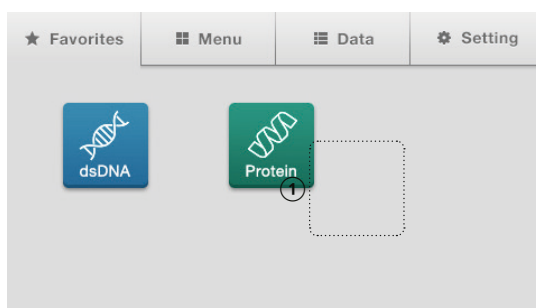 Favorites
Menu
Data
Setting
dsDNA
Protein
1